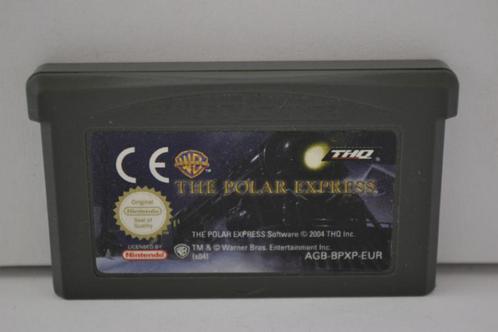 CE
WB
THQ
THE POLAR EXPRESS
Original
Nintendo
Seal of
Quality
THE POLAR EXPRESS Software © 2004 THQ Inc.
LICENSED BY
Nintendo
TM & © Warner Bros. Entertainment Inc.
(s04)
AGB-BPXP-EUR